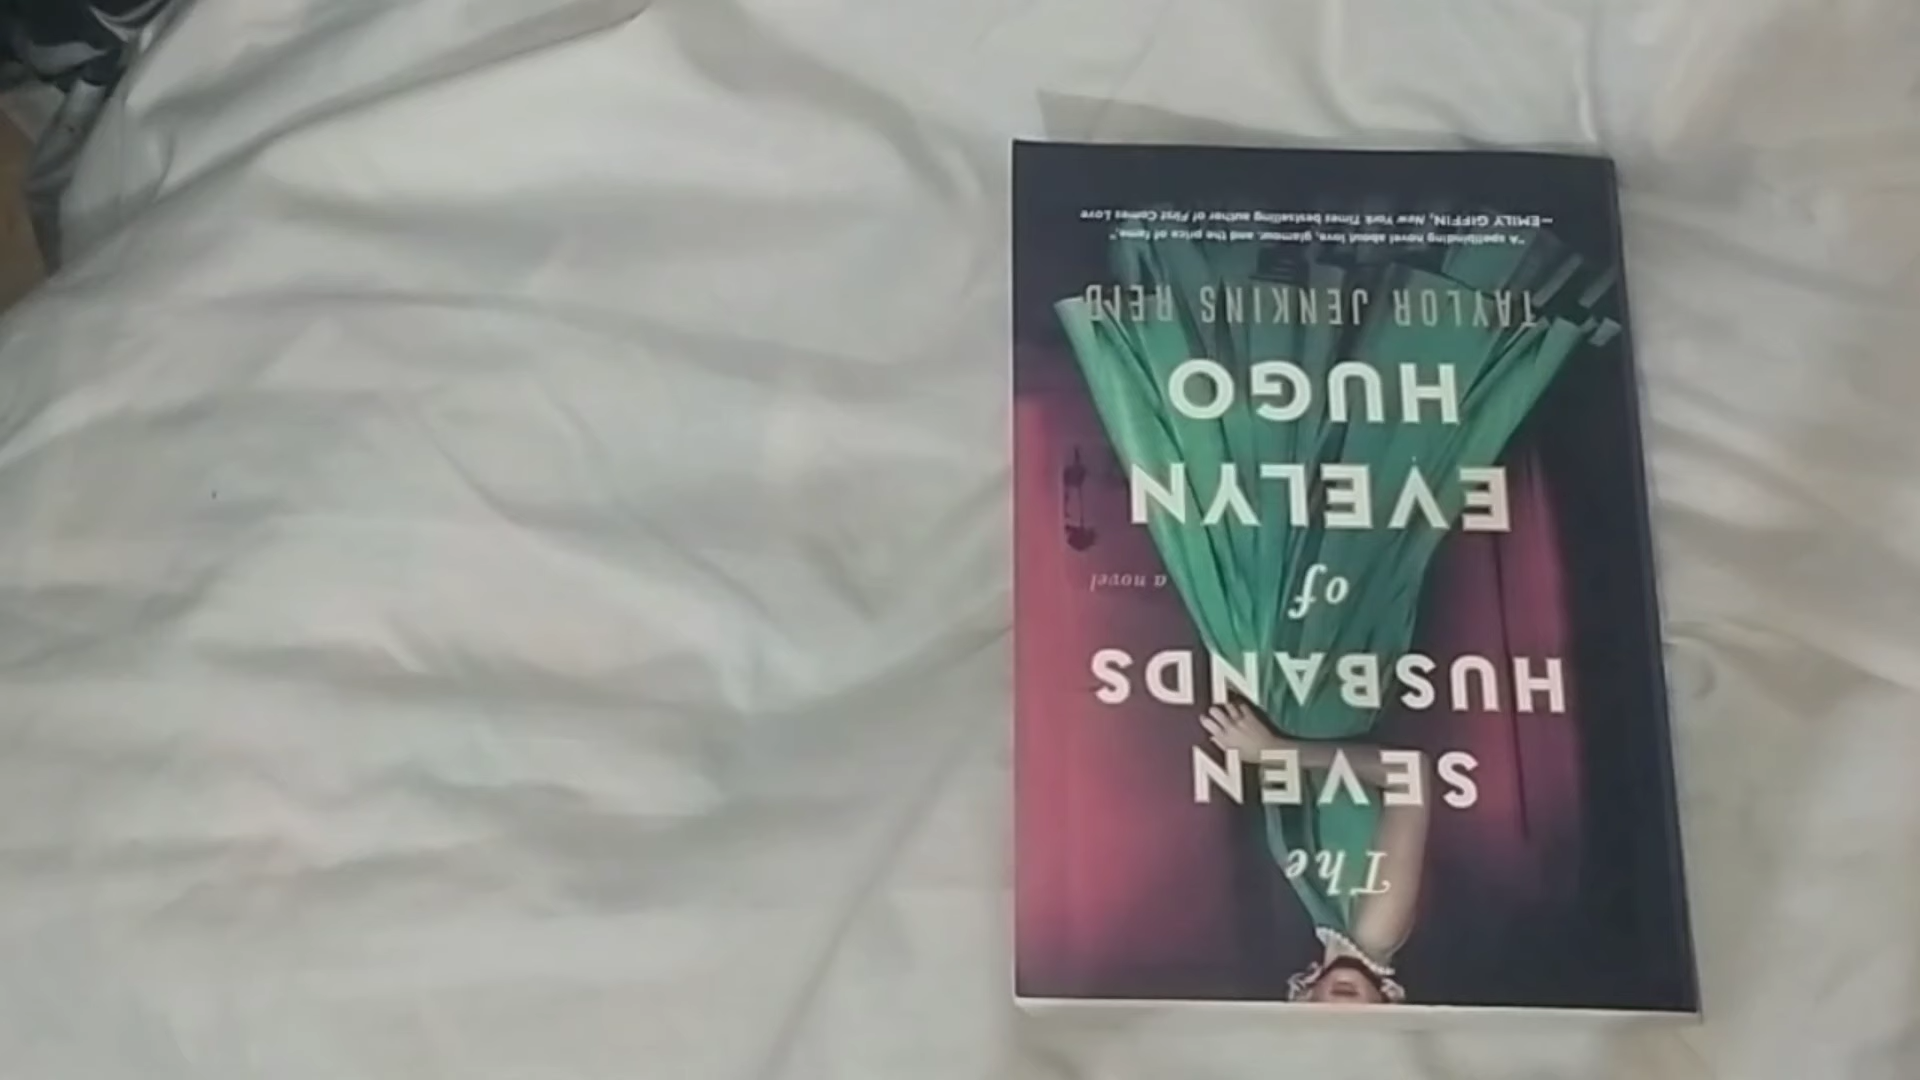 The
SEVEN
HUSBANDS
of
a novel
EVELYN
HUGO
TAYLOR JENKINS REID
"A spellbinding novel about love, glamour, and the price of fame."
—EMILY GIFFIN, New York Times bestselling author of First Comes Love